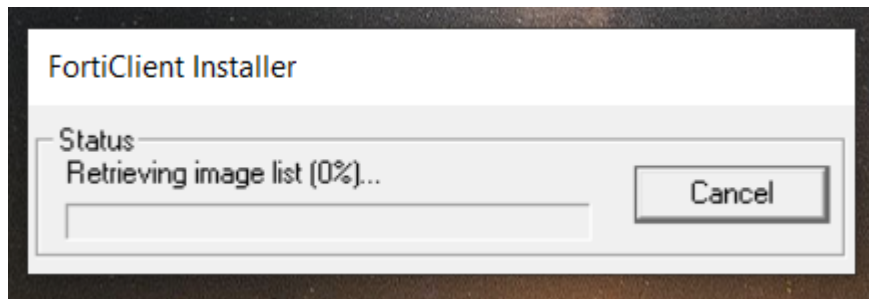 FortiClient Installer
Status
Retrieving image list (0%)...
Cancel